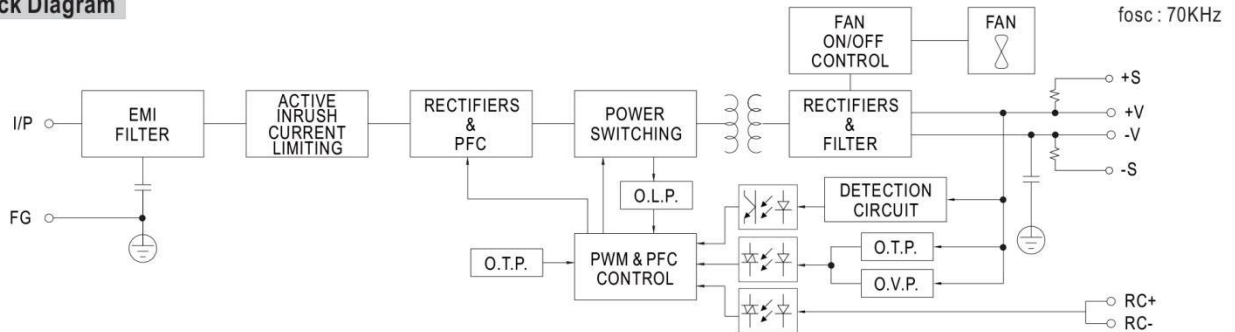 ck Diagram
fosc : 70KHz
FAN
ON/OFF
CONTROL
FAN
+S
I/P
EMI
FILTER
ACTIVE
INRUSH
CURRENT
LIMITING
RECTIFIERS
&
PFC
POWER
SWITCHING
RECTIFIERS
&
FILTER
+V
-V
-S
FG
O.L.P.
DETECTION
CIRCUIT
O.T.P.
PWM & PFC
CONTROL
O.T.P.
O.V.P.
RC+
RC-